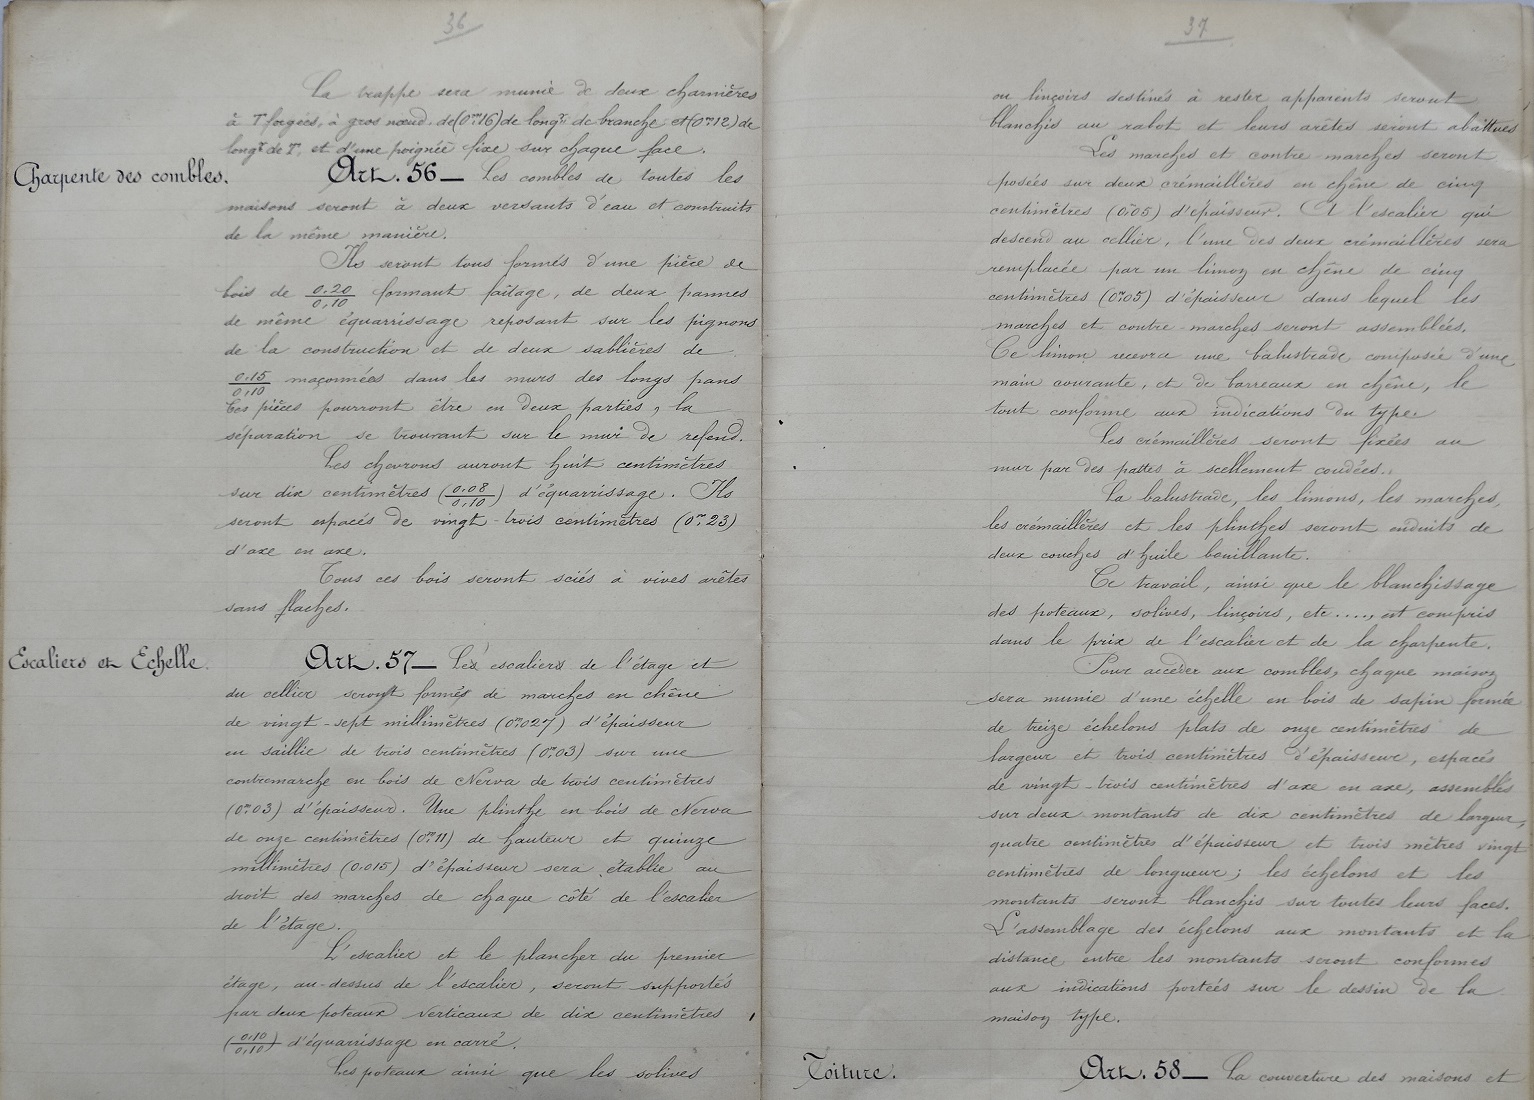 36
La trappe sera munie de deux charnières
à T forgées, à gros nœud, de (0m16) de longr. de branche et (0m12) de
longr de T, et d'une poignée fixe sur chaque face.
Charpente des combles.
Art. 56 — Les combles de toutes les
maisons seront à deux versants d'eau et construits
de la même manière.
Ils seront tous formés d'une pièce de
bois de 0.20/0.10 formant faîtage, de deux pannes
de même équarrissage reposant sur les pignons
de la construction et de deux sablières de
0.15/0.10 maçonnées dans les murs des longs pans
Ces pièces pourront être en deux parties, la
séparation se trouvant sur le mur de refend.
Les chevrons auront huit centimètres
sur dix centimètres (0.08/0.10) d'équarrissage. Ils
seront espacés de vingt-trois centimètres (0m.23)
d'axe en axe.
Tous ces bois seront sciés à vives arêtes
sans flaches.
Escaliers et Echelle.
Art. 57 — Les escaliers de l'étage et
du cellier seront formés de marches en chêne
de vingt-sept millimètres (0m027) d'épaisseur
en saillie de trois centimètres (0m03) sur une
contremarche en bois de Nerva de trois centimètres
(0m03) d'épaisseur. Une plinthe en bois de Nerva
de onze centimètres (0m11) de hauteur et quinze
millimètres (0.015) d'épaisseur sera établie au
droit des marches de chaque côté de l'escalier
de l'étage.
L'escalier et le plancher du premier
étage, au-dessus de l'escalier, seront supportés
par deux poteaux verticaux de dix centimètres
(0.10/0.10) d'équarrissage en carré.
Les poteaux ainsi que les solives
37
ou linçoirs destinés à rester apparents seront
blanchis au rabot et leurs arêtes seront abattues
Les marches et contre marches seront
posées sur deux crémaillères en chêne de cinq
centimètres (0m05) d'épaisseur. A l'escalier qui
descend au cellier, l'une des deux crémaillères sera
remplacée par un limon en chêne de cinq
centimètres (0m05) d'épaisseur dans lequel les
marches et contre-marches seront assemblées.
Ce limon recevra une balustrade composée d'une
main courante, et de barreaux en chêne, le
tout conforme aux indications du type.
Les crémaillères seront fixées au
mur par des pattes à scellement coudées.
La balustrade, les limons, les marches,
les crémaillères et les plinthes seront enduits de
deux couches d'huile bouillante.
Ce travail, ainsi que le blanchissage
des poteaux, solives, linçoirs, etc...., est compris
dans le prix de l'escalier et de la charpente.
Pour accéder aux combles, chaque maison
sera munie d'une échelle en bois de sapin formée
de treize échelons plats de onze centimètres de
largeur et trois centimètres d'épaisseur, espacés
de vingt-trois centimètres d'axe en axe, assemblés
sur deux montants de dix centimètres de largeur,
quatre centimètres d'épaisseur et trois mètres vingt
centimètres de longueur; les échelons et les
montants seront blanchis sur toutes leurs faces.
L'assemblage des échelons aux montants et la
distance entre les montants seront conformes
aux indications portées sur le dessin de la
maison type.
Toiture.
Art. 58 — La couverture des maisons et